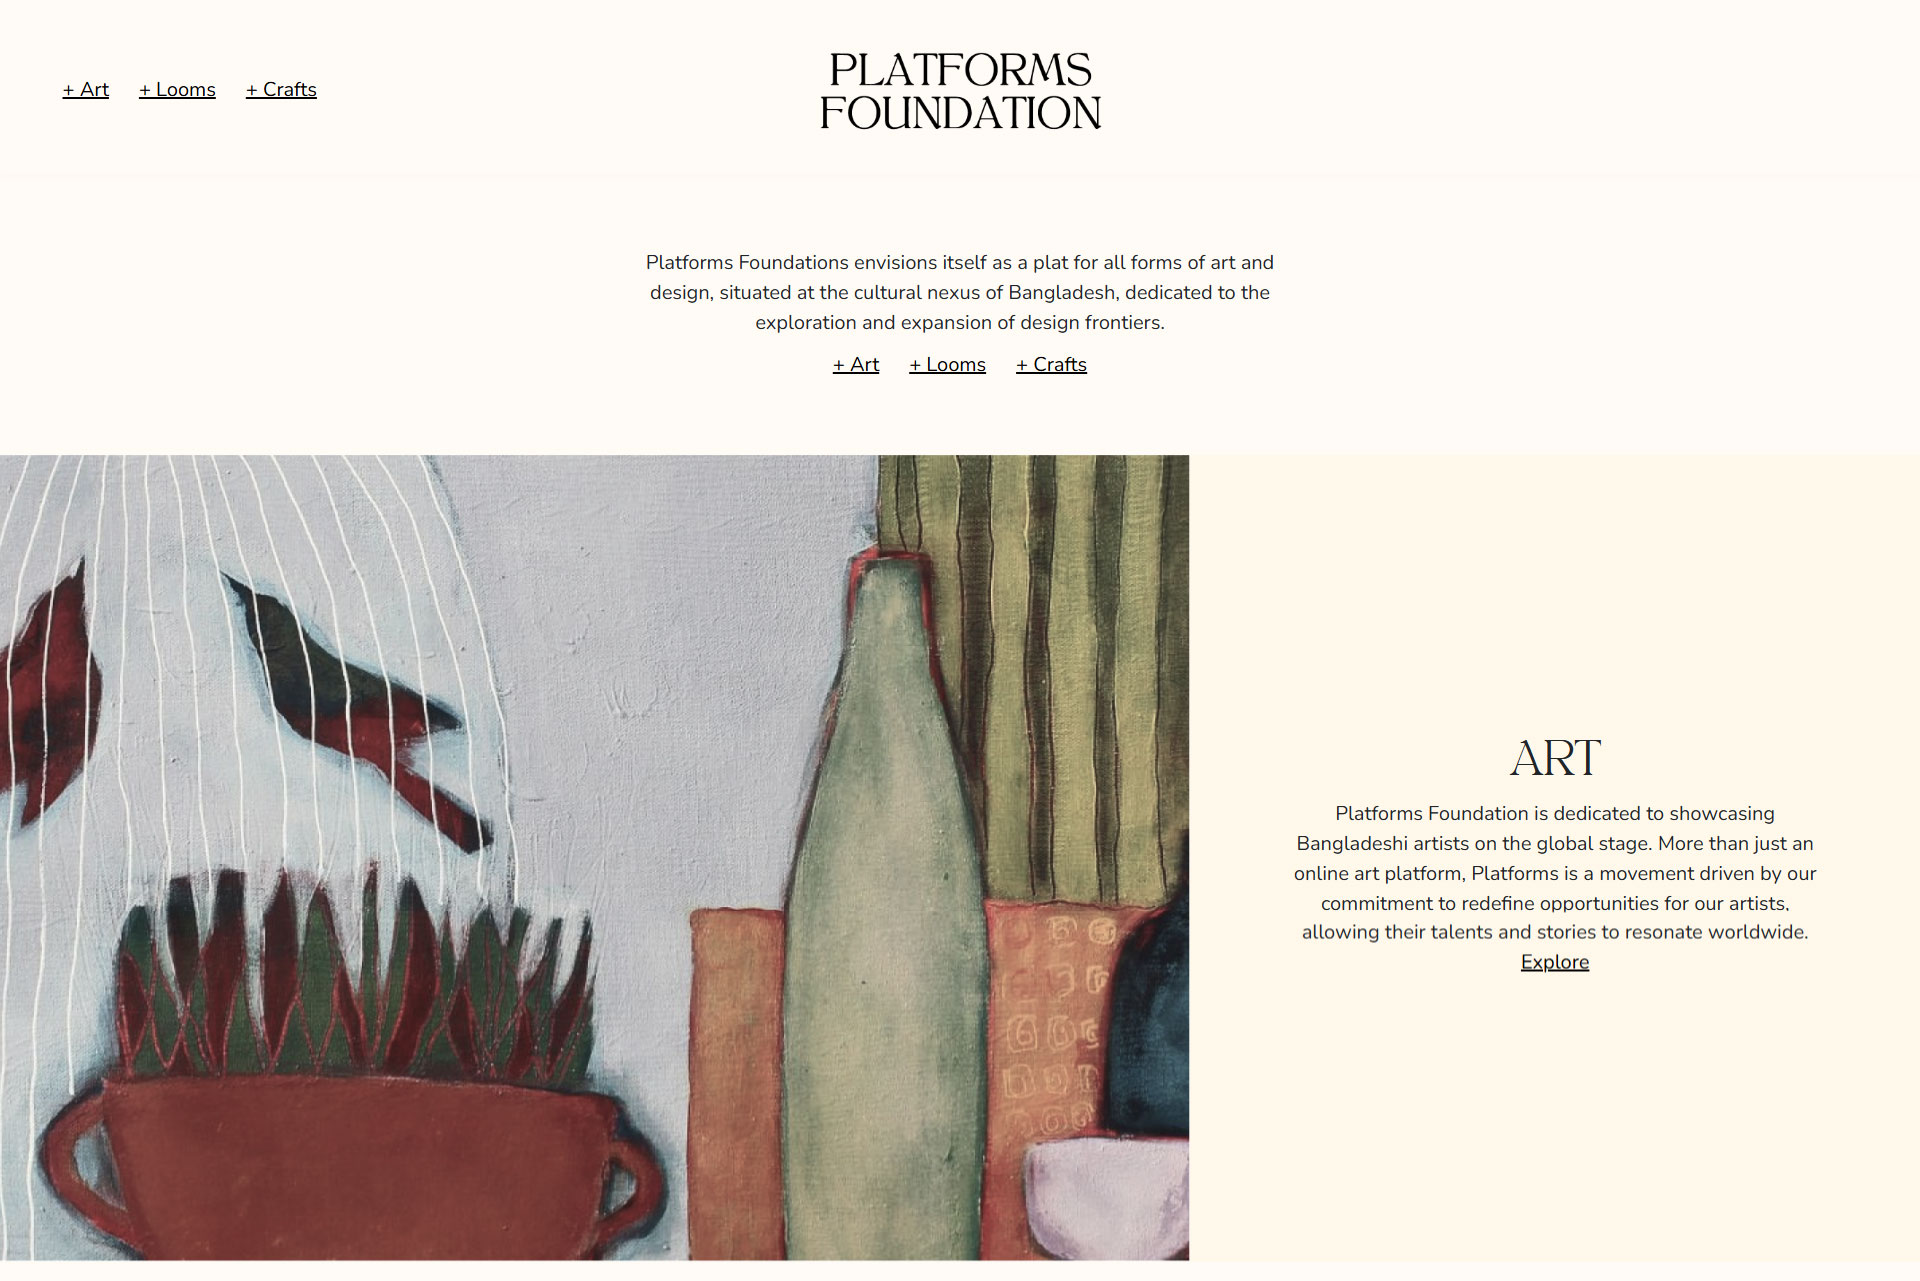 + Art + Looms + Crafts
PLATFORMS
FOUNDATION
Platforms Foundations envisions itself as a plat for all forms of art and
design, situated at the cultural nexus of Bangladesh, dedicated to the
exploration and expansion of design frontiers.
+ Art + Looms + Crafts
ART
Platforms Foundation is dedicated to showcasing
Bangladeshi artists on the global stage. More than just an
online art platform, Platforms is a movement driven by our
commitment to redefine opportunities for our artists,
allowing their talents and stories to resonate worldwide.
Explore